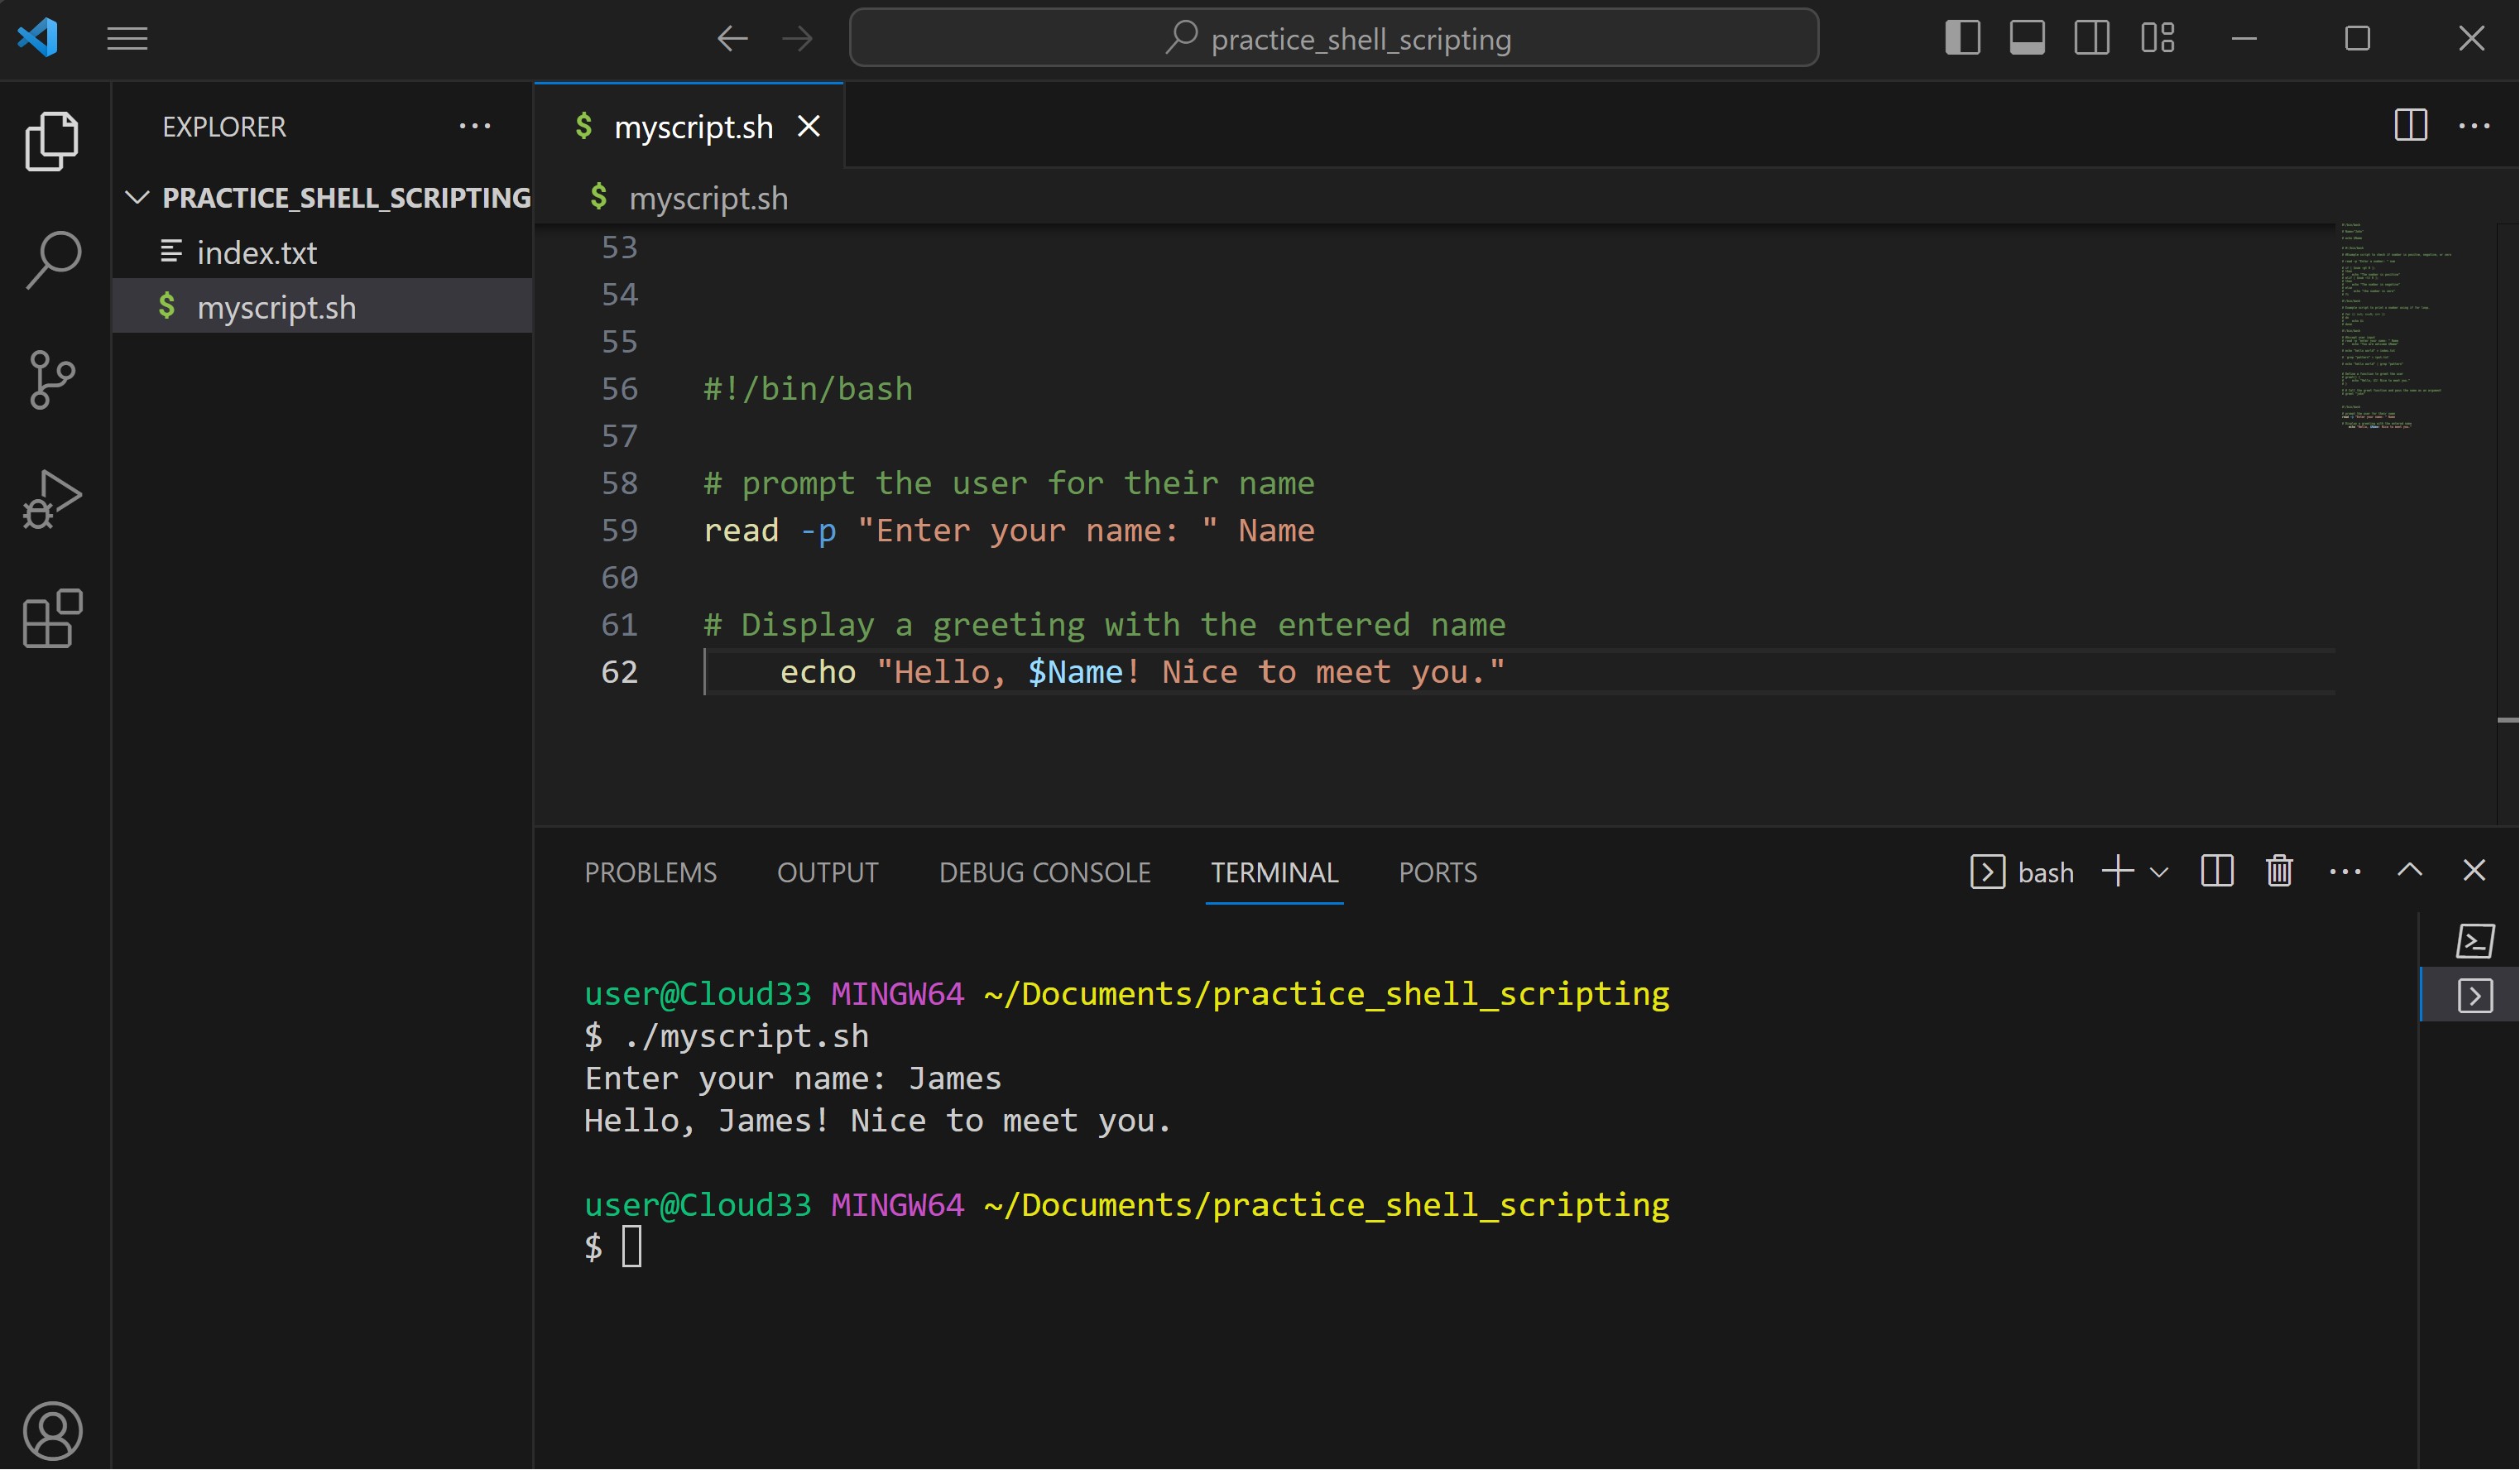 practice_shell_scripting
EXPLORER
PRACTICE_SHELL_SCRIPTING
index.txt
$ myscript.sh
$ myscript.sh
$ myscript.sh
53
54
55
56 #!/bin/bash
57
58 # prompt the user for their name
59 read -p "Enter your name: " Name
60
61 # Display a greeting with the entered name
62 echo "Hello, $Name! Nice to meet you."
PROBLEMS OUTPUT DEBUG CONSOLE TERMINAL PORTS bash
user@Cloud33 MINGW64 ~/Documents/practice_shell_scripting
$ ./myscript.sh
Enter your name: James
Hello, James! Nice to meet you.
user@Cloud33 MINGW64 ~/Documents/practice_shell_scripting
$